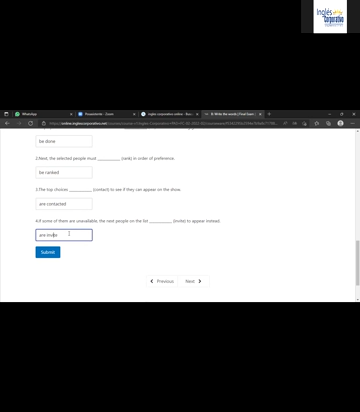 Inglés
Corporativo
WhatsApp
be done
2.Next, the selected people must __________ (rank) in order of preference.
be ranked
3.The top choices __________ (contact) to see if they can appear on the show.
are contacted
4.If some of them are unavailable, the next people on the list __________ (invite) to appear instead.
are invite
Submit
Previous
Next